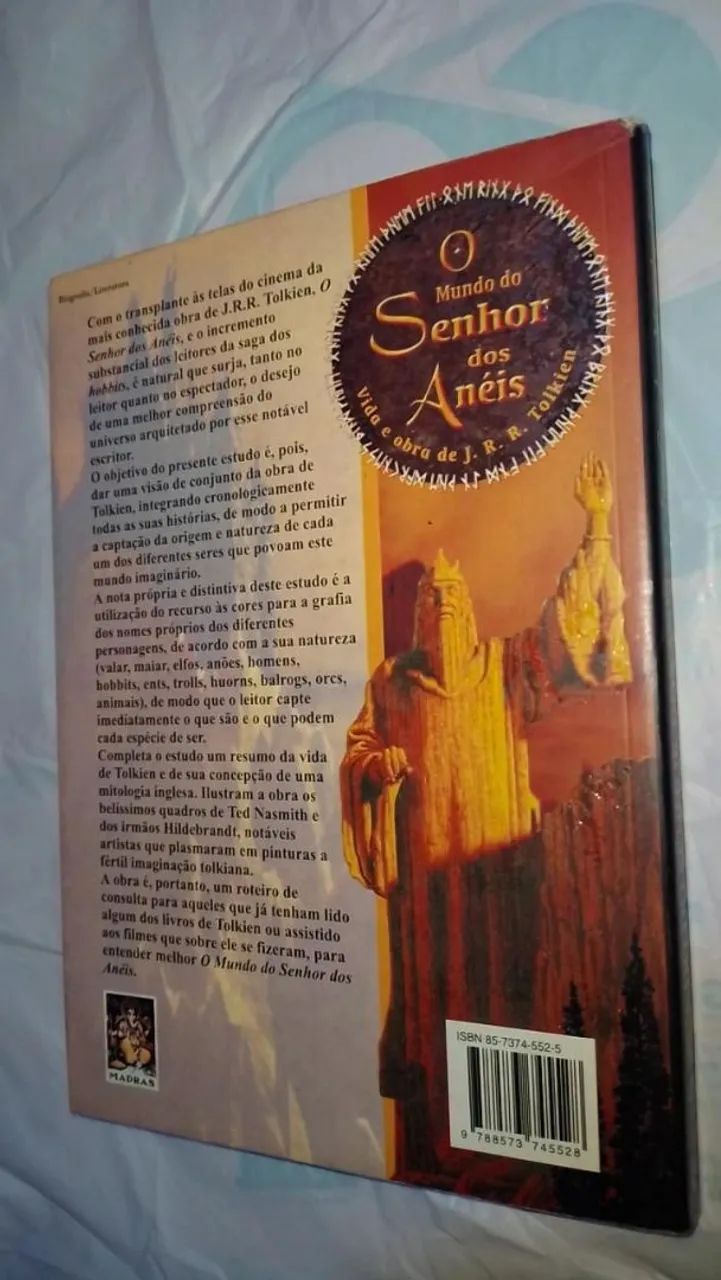 Biografia/Literatura
Com o transplante às telas do cinema da
mais conhecida obra de J.R.R. Tolkien, O
Senhor dos Anéis, e o incremento
substancial dos leitores da saga dos
hobbits, é natural que surja, tanto no
leitor quanto no espectador, o desejo
de uma melhor compreensão do
universo arquitetado por esse notável
escritor.
O objetivo do presente estudo é, pois,
dar uma visão de conjunto da obra de
Tolkien, integrando cronologicamente
todas as suas histórias, de modo a permitir
a captação da origem e natureza de cada
um dos diferentes seres que povoam este
mundo imaginário.
A nota própria e distintiva deste estudo é a
utilização do recurso às cores para a grafia
dos nomes próprios dos diferentes
personagens, de acordo com a sua natureza
(valar, maiar, elfos, anões, homens,
hobbits, ents, trolls, huorns, balrogs, orcs,
animais), de modo que o leitor capte
imediatamente o que são e o que podem
cada espécie de ser.
Completa o estudo um resumo da vida
de Tolkien e de sua concepção de uma
mitologia inglesa. Ilustram a obra os
belíssimos quadros de Ted Nasmith e
dos irmãos Hildebrandt, notáveis
artistas que plasmaram em pinturas a
fértil imaginação tolkiana.
A obra é, portanto, um roteiro de
consulta para aqueles que já tenham lido
algum dos livros de Tolkien ou assistido
aos filmes que sobre ele se fizeram, para
entender melhor O Mundo do Senhor dos
Anéis.
MADRAS
O
Mundo do
Senhor
dos
Anéis
Vida e obra de J. R. R. Tolkien
ISBN 85-7374-552-5
9 788573 745528